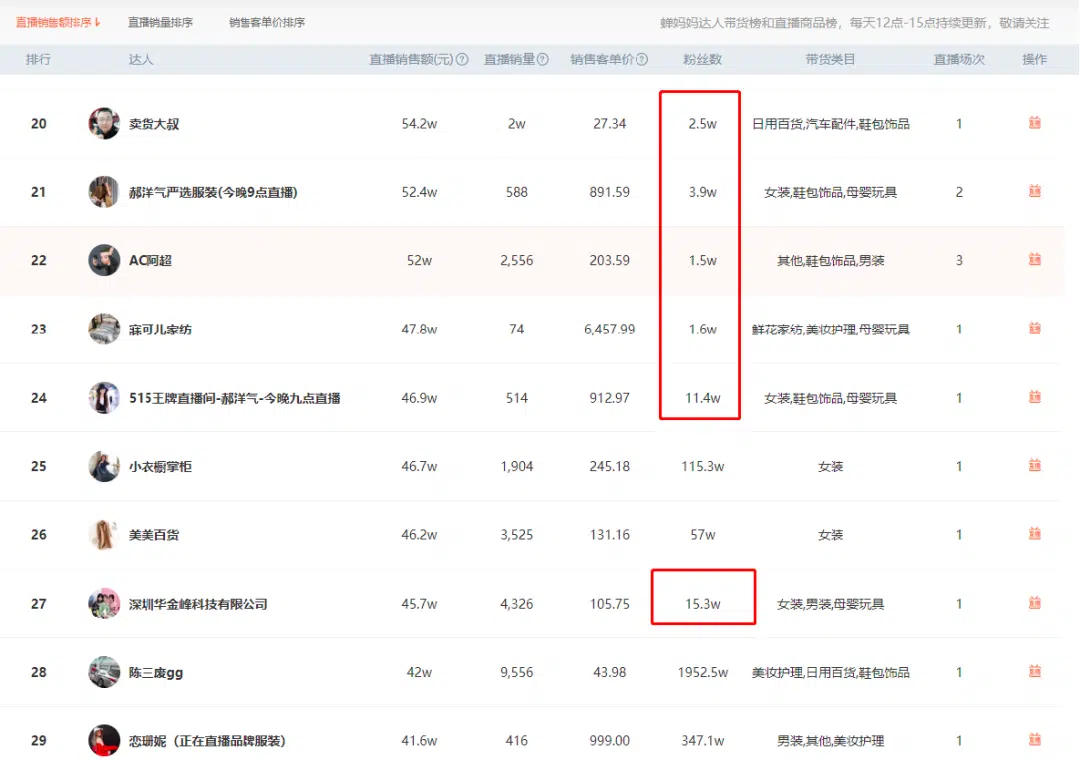 直播销售额排序 直播销量排序 销售客单价排序 蝉妈妈达人带货榜和直播商品榜，每天12点-15点持续更新，敬请关注
排行 达人 直播销售额(元) 直播销量 销售客单价 粉丝数 带货类目 直播场次 操作
20 卖货大叔 54.2w 2w 27.34 2.5w 日用百货,汽车配件,鞋包饰品 1
21 郝洋气严选服装(今晚9点直播) 52.4w 588 891.59 3.9w 女装,鞋包饰品,母婴玩具 2
22 AC阿超 52w 2,556 203.59 1.5w 其他,鞋包饰品,男装 3
23 寐可儿家纺 47.8w 74 6,457.99 1.6w 鲜花家纺,美妆护理,母婴玩具 1
24 515王牌直播间-郝洋气-今晚九点直播 46.9w 514 912.97 11.4w 女装,鞋包饰品,母婴玩具 1
25 小衣橱掌柜 46.7w 1,904 245.18 115.3w 女装 1
26 美美百货 46.2w 3,525 131.16 57w 女装 1
27 深圳华金峰科技有限公司 45.7w 4,326 105.75 15.3w 女装,男装,母婴玩具 1
28 陈三废gg 42w 9,556 43.98 1952.5w 美妆护理,日用百货,鞋包饰品 1
29 恋珊妮（正在直播品牌服装） 41.6w 416 999.00 347.1w 男装,其他,美妆护理 1